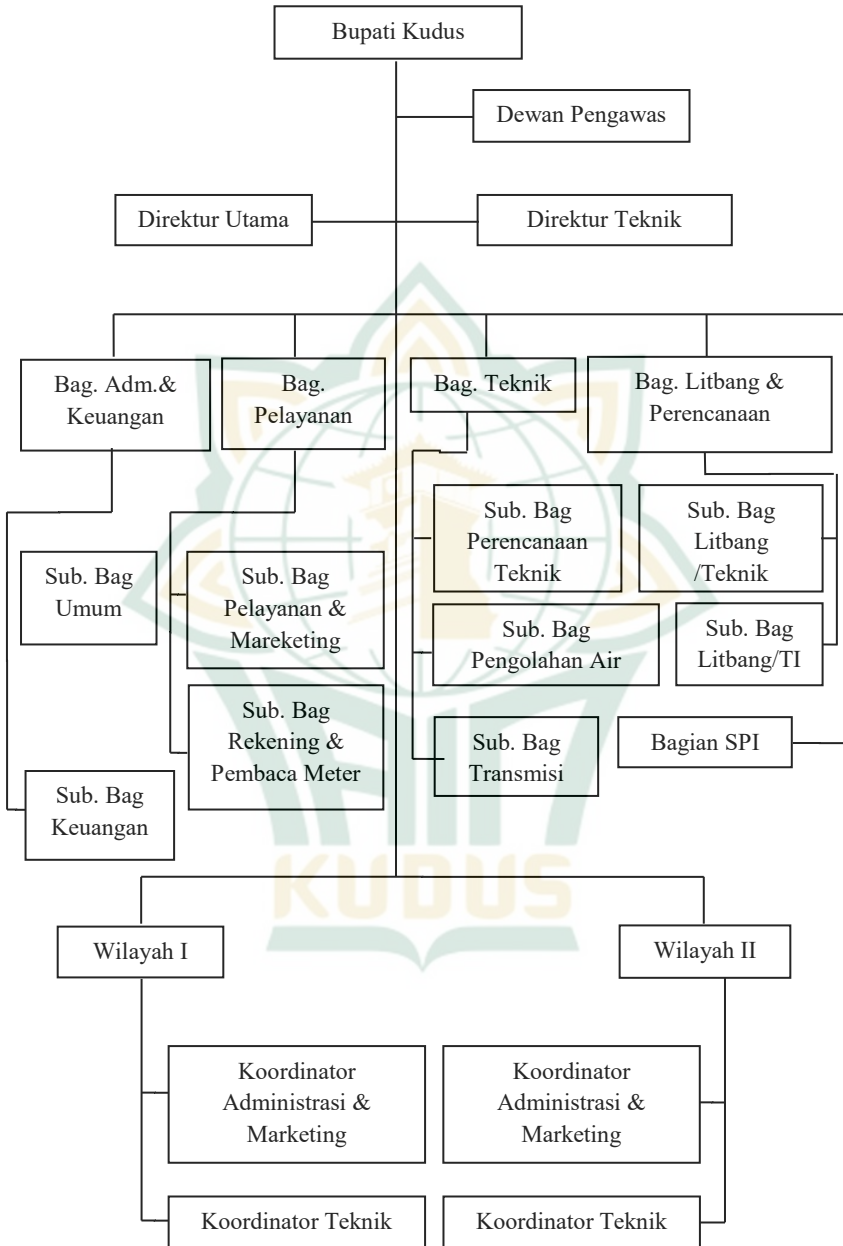 Bupati Kudus
Dewan Pengawas
Direktur Utama
Direktur Teknik
Bag. Adm.&
Keuangan
Bag.
Pelayanan
Bag. Teknik
Bag. Litbang &
Perencanaan
Sub. Bag
Umum
Sub. Bag
Keuangan
Sub. Bag
Pelayanan &
Mareketing
Sub. Bag
Rekening &
Pembaca Meter
Sub. Bag
Perencanaan
Teknik
Sub. Bag
Pengolahan Air
Sub. Bag
Transmisi
Sub. Bag
Litbang
/Teknik
Sub. Bag
Litbang/TI
Bagian SPI
IAIN
KUDUS
Wilayah I
Wilayah II
Koordinator
Administrasi &
Marketing
Koordinator
Administrasi &
Marketing
Koordinator Teknik
Koordinator Teknik